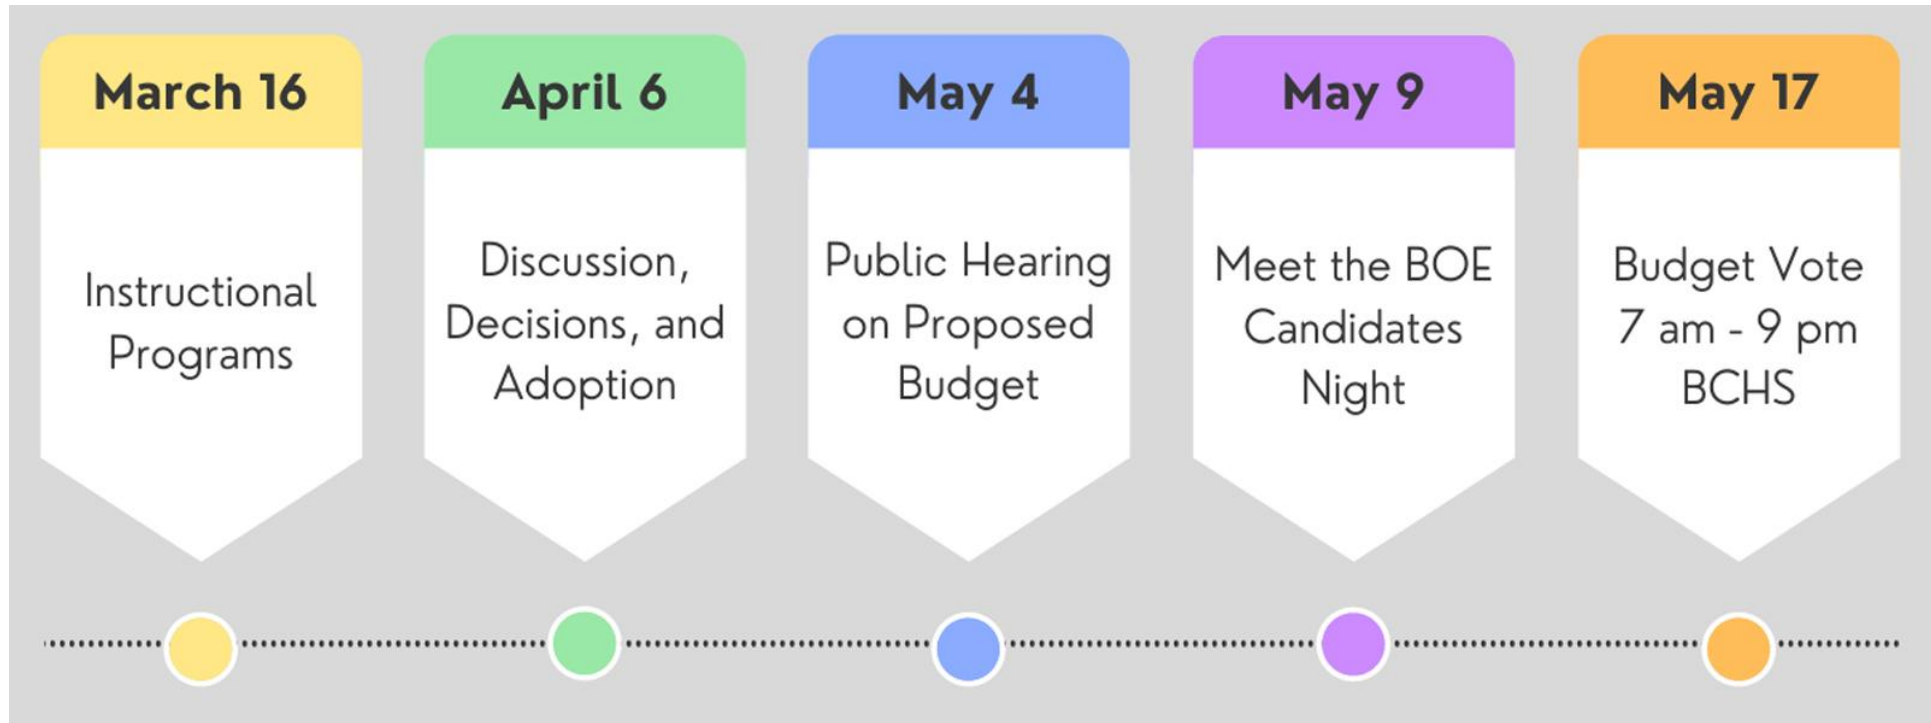 March 16
Instructional
Programs
April 6
Discussion,
Decisions, and
Adoption
May 4
Public Hearing
on Proposed
Budget
May 9
Meet the BOE
Candidates
Night
May 17
Budget Vote
7 am - 9 pm
BCHS